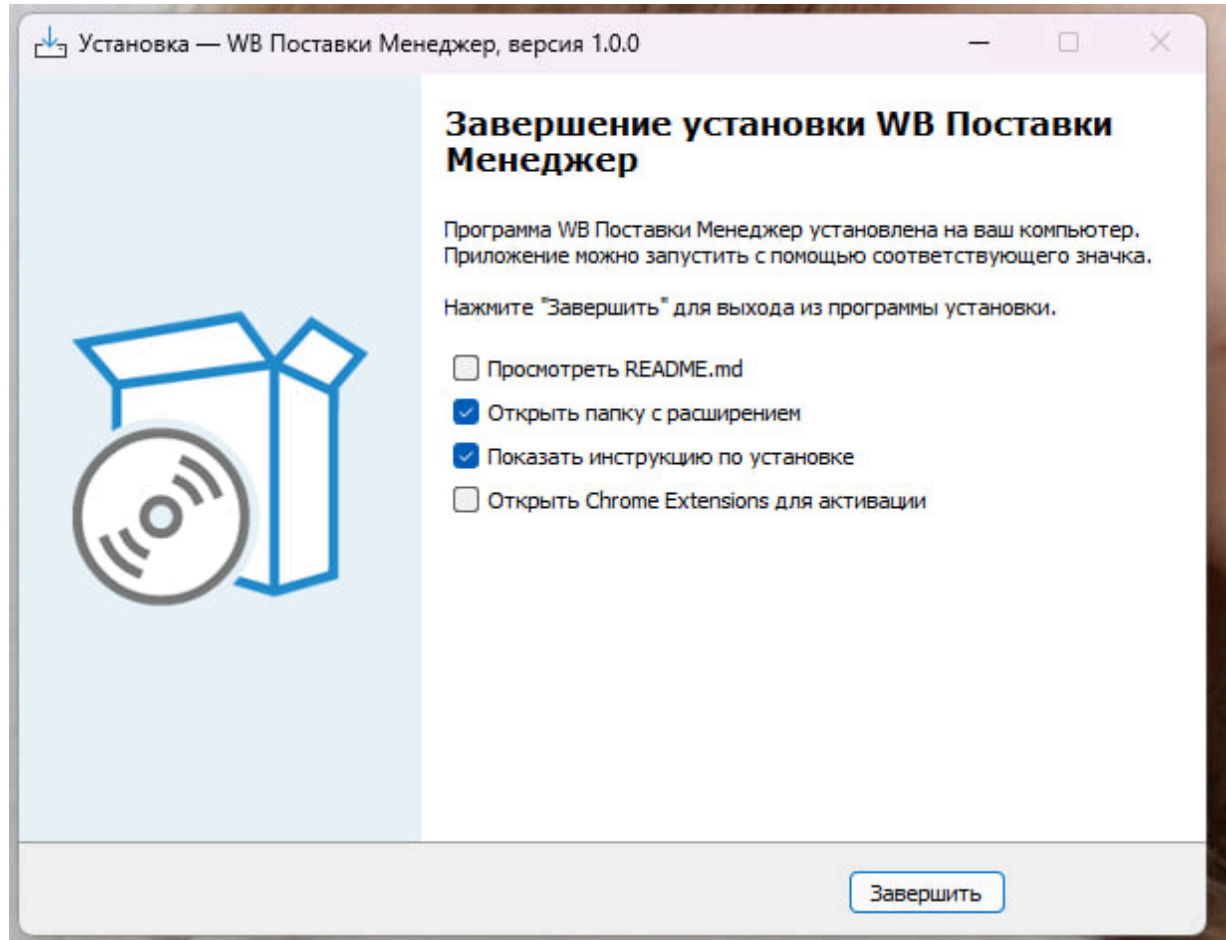 Установка — WB Поставки Менеджер, версия 1.0.0
Завершение установки WB Поставки
Менеджер
Программа WB Поставки Менеджер установлена на ваш компьютер.
Приложение можно запустить с помощью соответствующего значка.
Нажмите "Завершить" для выхода из программы установки.
Просмотреть README.md
Открыть папку с расширением
Показать инструкцию по установке
Открыть Chrome Extensions для активации
Завершить